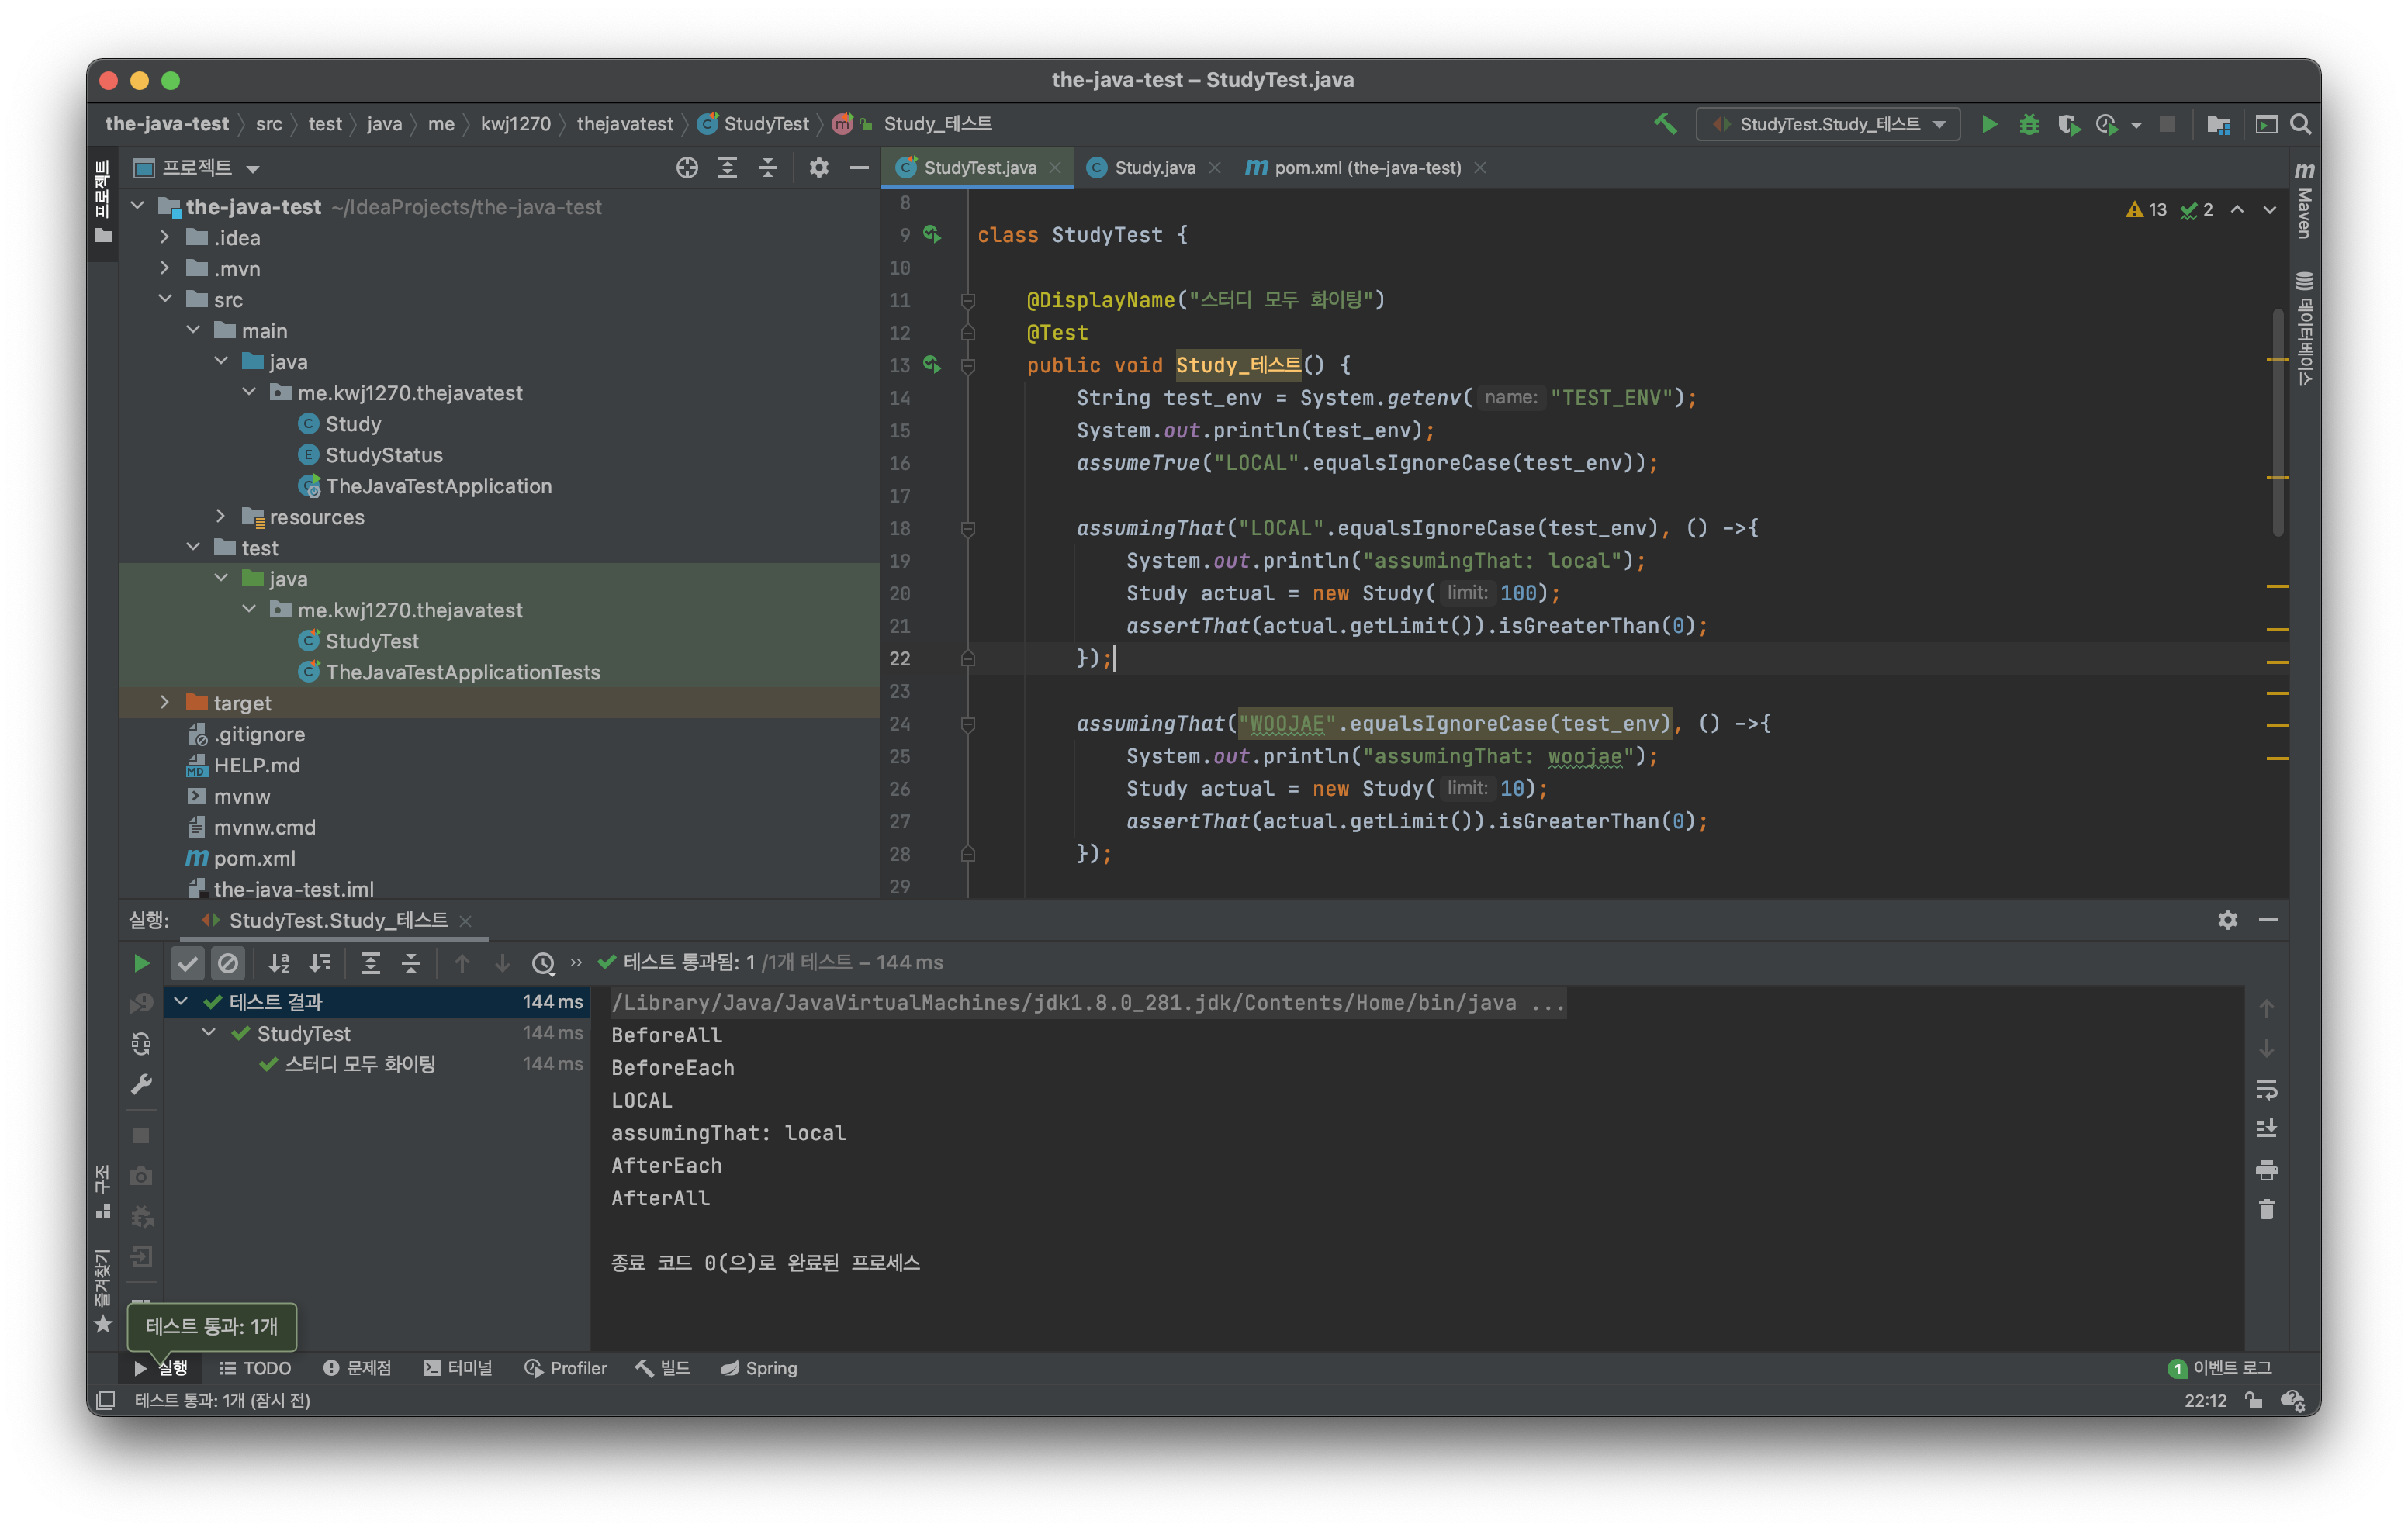 the-java-test – StudyTest.java
the-java-test src test java me kwj1270 thejavatest StudyTest m Study_테스트
StudyTest.Study_테스트
프로젝트
프로젝트
StudyTest.java
Study.java
m pom.xml (the-java-test)
m Maven
데이터베이스
the-java-test ~/IdeaProjects/the-java-test
.idea
.mvn
src
main
java
me.kwj1270.thejavatest
C Study
E StudyStatus
TheJavaTestApplication
resources
test
java
me.kwj1270.thejavatest
StudyTest
TheJavaTestApplicationTests
target
.gitignore
HELP.md
mvnw
mvnw.cmd
m pom.xml
the-java-test.iml
13 2
8
9 class StudyTest {
10
11 @DisplayName("스터디 모두 화이팅")
12 @Test
13 public void Study_테스트() {
14 String test_env = System.getenv( name: "TEST_ENV");
15 System.out.println(test_env);
16 assumeTrue("LOCAL".equalsIgnoreCase(test_env));
17
18 assumingThat("LOCAL".equalsIgnoreCase(test_env), () ->{
19 System.out.println("assumingThat: local");
20 Study actual = new Study( limit: 100);
21 assertThat(actual.getLimit()).isGreaterThan(0);
22 });
23
24 assumingThat("WOOJAE".equalsIgnoreCase(test_env), () ->{
25 System.out.println("assumingThat: woojae");
26 Study actual = new Study( limit: 10);
27 assertThat(actual.getLimit()).isGreaterThan(0);
28 });
29
실행: StudyTest.Study_테스트
테스트 통과됨: 1 /1개 테스트 – 144 ms
테스트 결과 144 ms
StudyTest 144 ms
스터디 모두 화이팅 144 ms
/Library/Java/JavaVirtualMachines/jdk1.8.0_281.jdk/Contents/Home/bin/java ...
BeforeAll
BeforeEach
LOCAL
assumingThat: local
AfterEach
AfterAll
종료 코드 0(으)로 완료된 프로세스
구조
즐겨찾기
테스트 통과: 1개
실행 TODO 문제점 터미널 Profiler 빌드 Spring
1 이벤트 로그
테스트 통과: 1개 (잠시 전)
22:12